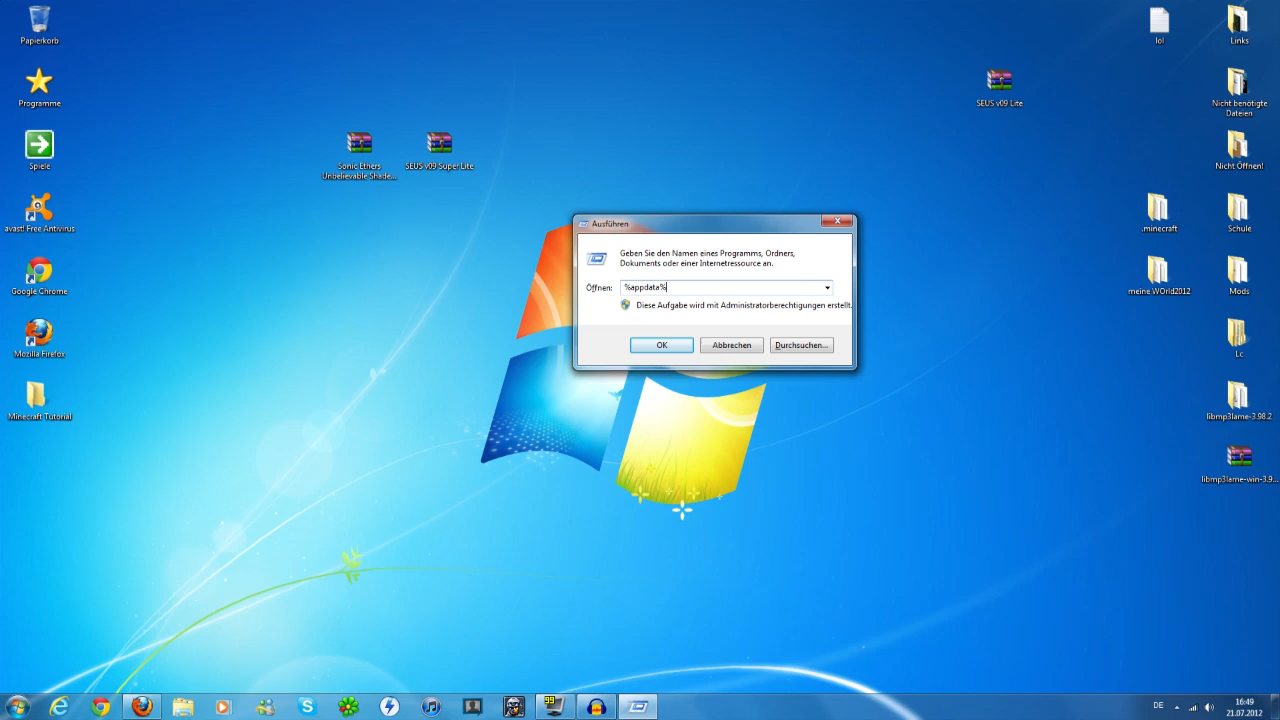 Papierkorb
Programme
Spiele
avast! Free Antivirus
Google Chrome
Mozilla Firefox
Minecraft Tutorial
Sonic Ethers
Unbelievable Shade...
SEUS v09 Super Lite
SEUS v09 Lite
lol
Links
Nicht benötigte
Dateien
Nicht Öffnen!
.minecraft
Schule
meine WOrld2012
Mods
Lc
libmp3lame-3.98.2
libmp3lame-win-3.9...
Ausführen
Geben Sie den Namen eines Programms, Ordners,
Dokuments oder einer Internetressource an.
Öffnen: %appdata%
Diese Aufgabe wird mit Administratorberechtigungen erstellt.
OK Abbrechen Durchsuchen...
99
DE
16:49
21.07.2012